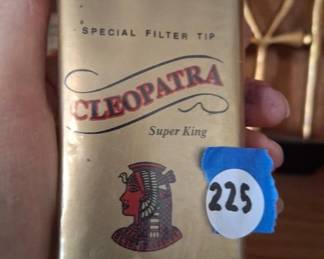 SPECIAL FILTER TIP
CLEOPATRA
Super King
225